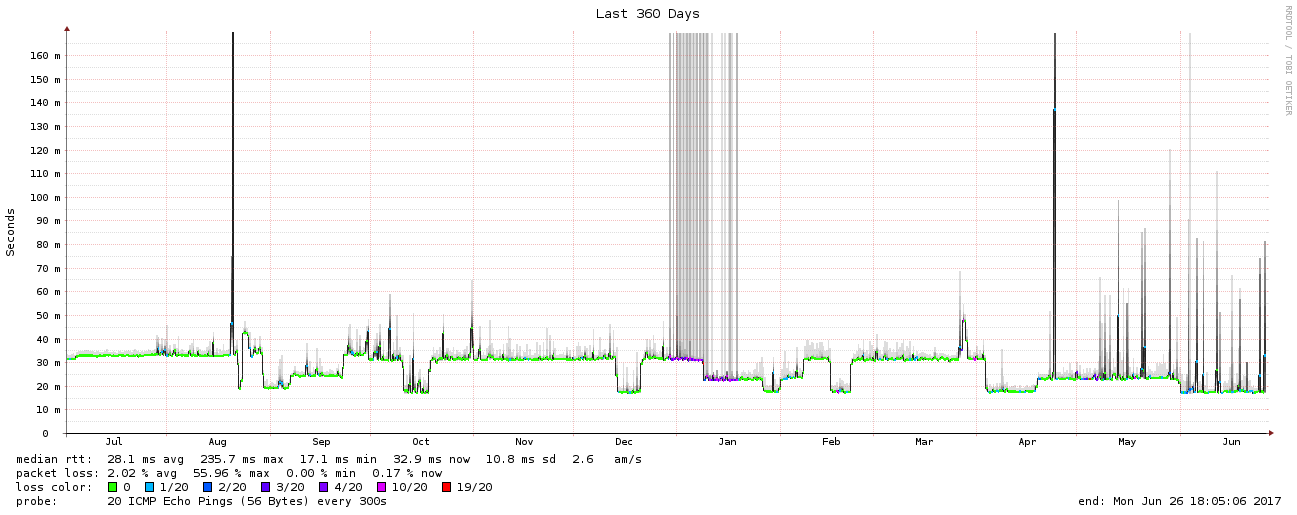 Last 360 Days
RRDTOOL / TOBI OETIKER
Seconds
160 m
150 m
140 m
130 m
120 m
110 m
100 m
90 m
80 m
70 m
60 m
50 m
40 m
30 m
20 m
10 m
0
Jul Aug Sep Oct Nov Dec Jan Feb Mar Apr May Jun
median rtt: 28.1 ms avg 235.7 ms max 17.1 ms min 32.9 ms now 10.8 ms sd 2.6 am/s
packet loss: 2.02 % avg 55.96 % max 0.00 % min 0.17 % now
loss color: 0 1/20 2/20 3/20 4/20 10/20 19/20
probe: 20 ICMP Echo Pings (56 Bytes) every 300s end: Mon Jun 26 18:05:06 2017